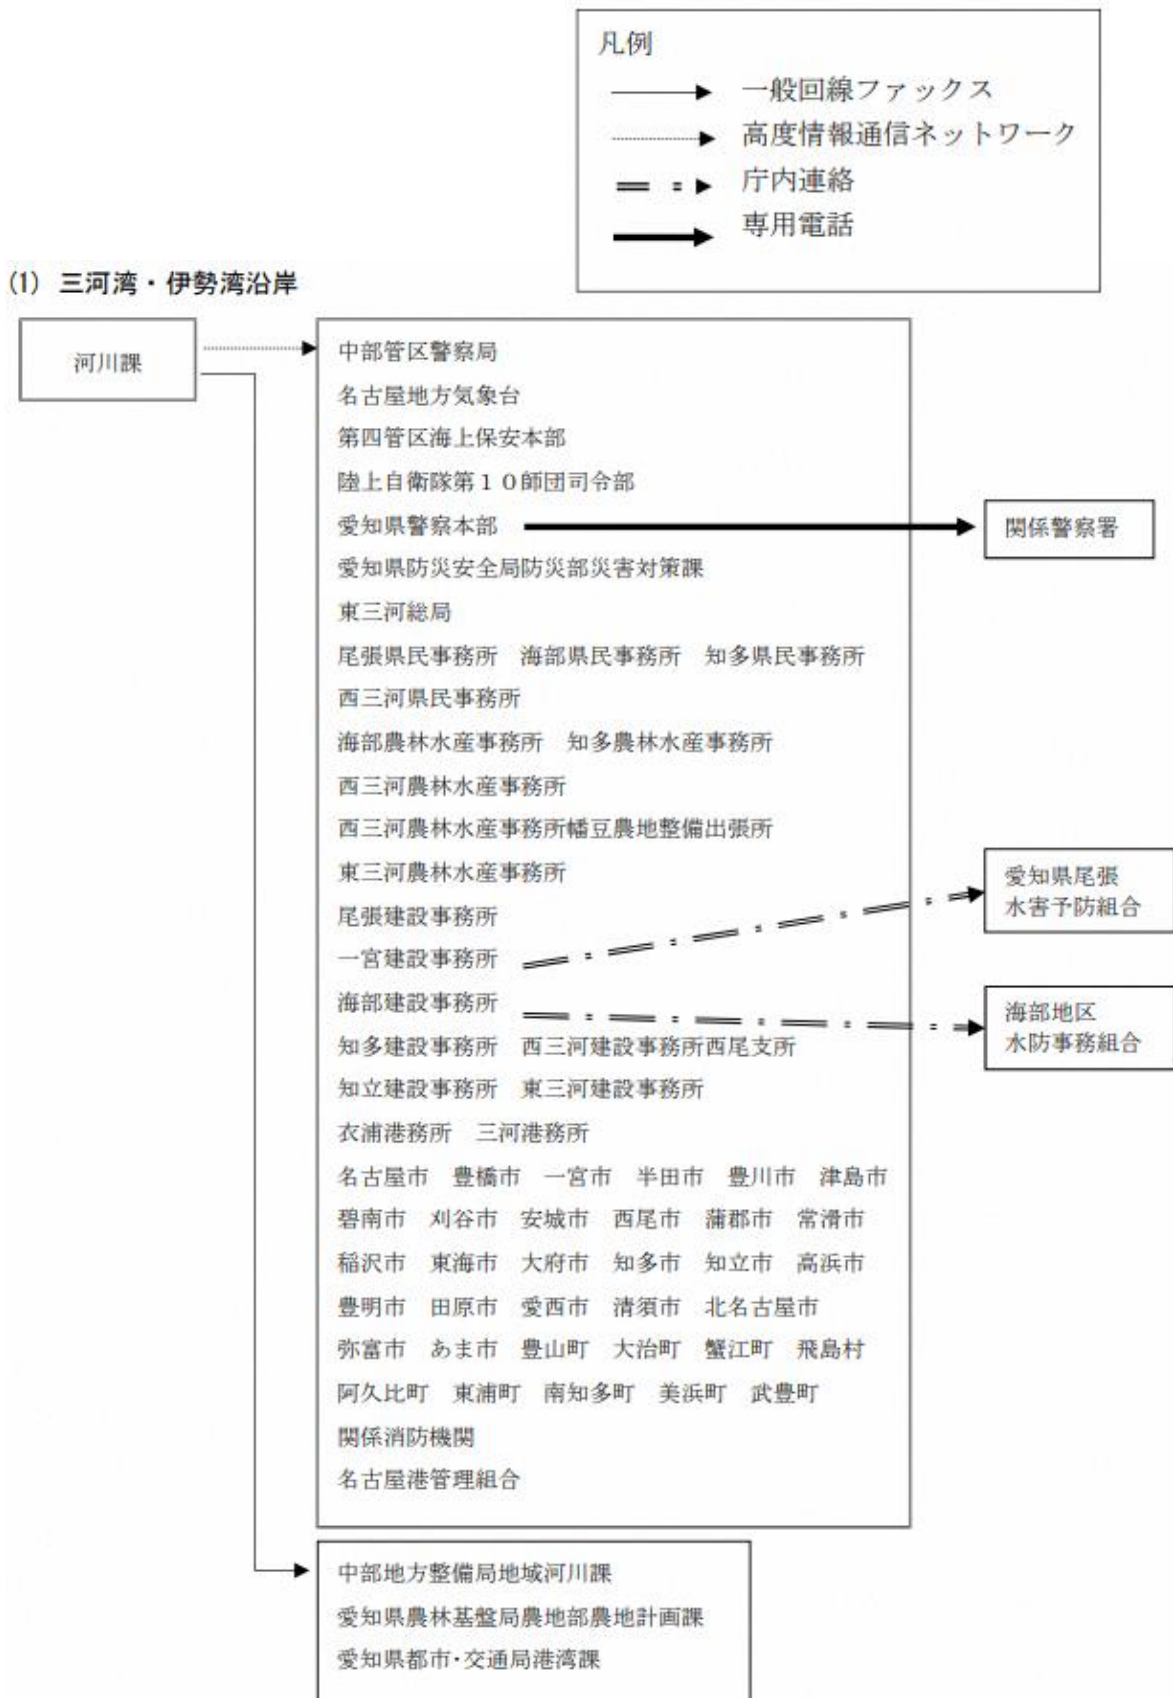 凡例
一般回線ファックス
高度情報通信ネットワーク
庁内連絡
専用電話
(1) 三河湾・伊勢湾沿岸
河川課
中部管区警察局
名古屋地方気象台
第四管区海上保安本部
陸上自衛隊第１０師団司令部
愛知県警察本部
関係警察署
愛知県防災安全局防災部災害対策課
東三河総局
尾張県民事務所　海部県民事務所　知多県民事務所
西三河県民事務所
海部農林水産事務所　知多農林水産事務所
西三河農林水産事務所
西三河農林水産事務所幡豆農地整備出張所
東三河農林水産事務所
尾張建設事務所
一宮建設事務所
愛知県尾張
水害予防組合
海部建設事務所
海部地区
水防事務組合
知多建設事務所　西三河建設事務所西尾支所
知立建設事務所　東三河建設事務所
衣浦港務所　三河港務所
名古屋市　豊橋市　一宮市　半田市　豊川市　津島市
碧南市　刈谷市　安城市　西尾市　蒲郡市　常滑市
稲沢市　東海市　大府市　知多市　知立市　高浜市
豊明市　田原市　愛西市　清須市　北名古屋市
弥富市　あま市　豊山町　大治町　蟹江町　飛島村
阿久比町　東浦町　南知多町　美浜町　武豊町
関係消防機関
名古屋港管理組合
中部地方整備局地域河川課
愛知県農林基盤局農地部農地計画課
愛知県都市・交通局港湾課